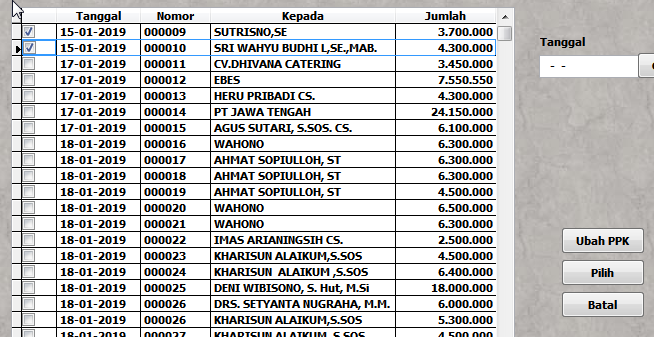 Tanggal Nomor Kepada Jumlah
15-01-2019 000009 SUTRISNO,SE 3.700.000
15-01-2019 000010 SRI WAHYU BUDHI L,SE.,MAB. 4.300.000
17-01-2019 000011 CV.DHIVANA CATERING 3.450.000
17-01-2019 000012 EBES 7.550.550
17-01-2019 000013 HERU PRIBADI CS. 4.300.000
17-01-2019 000014 PT JAWA TENGAH 24.150.000
17-01-2019 000015 AGUS SUTARI, S.SOS. CS. 6.100.000
18-01-2019 000016 WAHONO 6.300.000
18-01-2019 000017 AHMAT SOPIULLOH, ST 6.300.000
18-01-2019 000018 AHMAT SOPIULLOH, ST 6.300.000
18-01-2019 000019 AHMAT SOPIULLOH, ST 4.500.000
18-01-2019 000020 WAHONO 6.500.000
18-01-2019 000021 WAHONO 6.300.000
18-01-2019 000022 IMAS ARIANINGSIH CS. 2.500.000
18-01-2019 000023 KHARISUN ALAIKUM,S.SOS 4.500.000
18-01-2019 000024 KHARISUN  ALAIKUM ,S.SOS 6.400.000
18-01-2019 000025 DENI WIBISONO, S. Hut, M.Si 18.000.000
18-01-2019 000026 DRS. SETYANTA NUGRAHA, M.M. 6.000.000
18-01-2019 000026 KHARISUN ALAIKUM,S.SOS 5.300.000
18-01-2019 000027 KHARISUN ALAIKUM, S.SOS 4.500.000
Tanggal
- -
Ubah PPK
Pilih
Batal